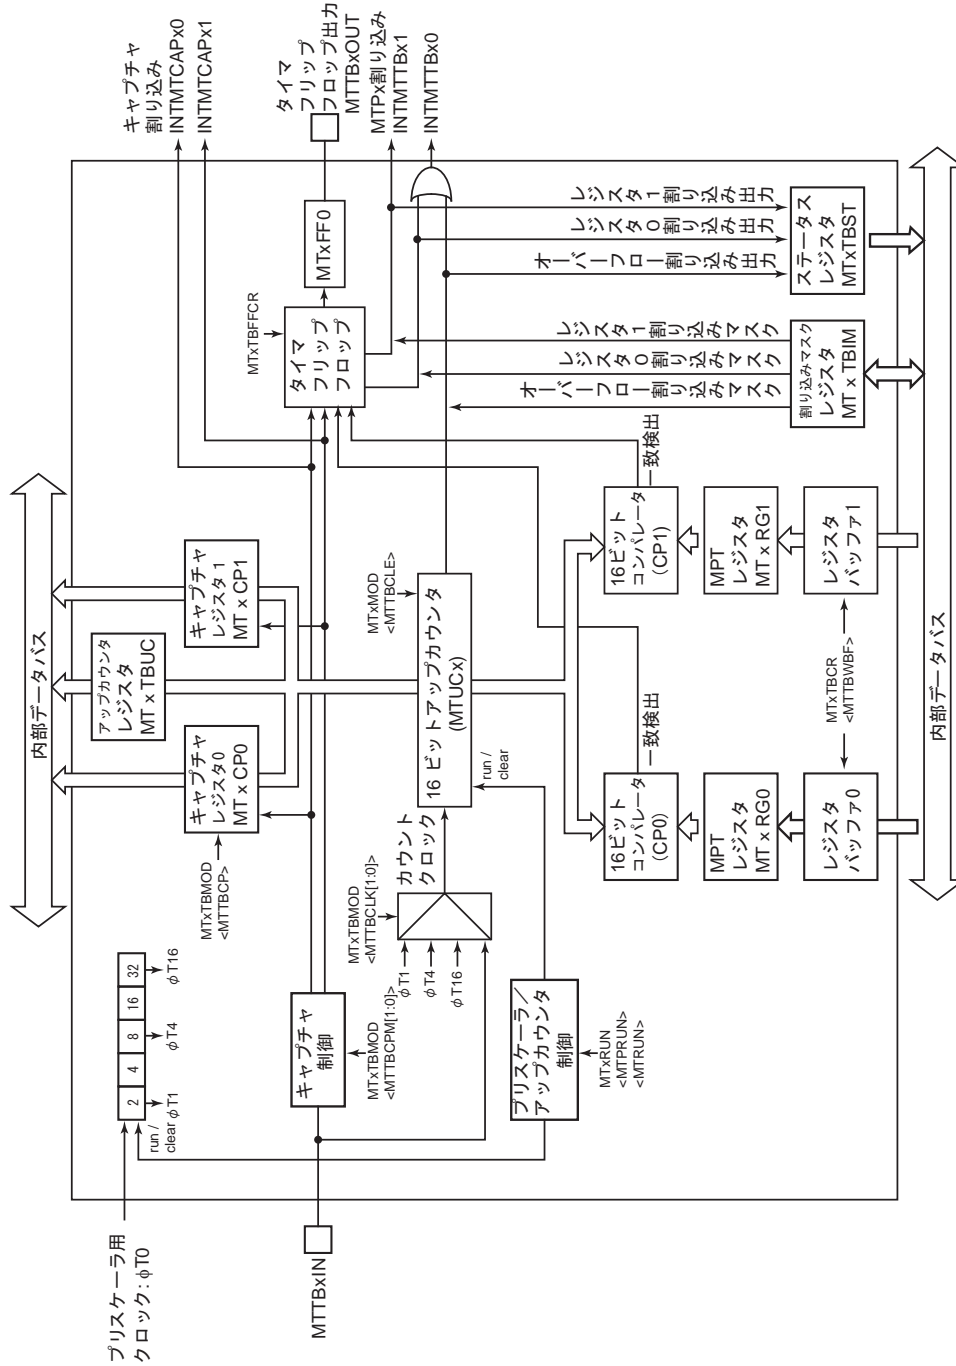 プリスケーラ用
クロック: φT0
run /
clear
2
4
8
16
32
φT1
φT4
φT16
MTTBxIN
キャプチャ
制御
MTxTBMOD
<MTTBCPM[1:0]>
プリスケーラ/
アップカウンタ
制御
MTxRUN
<MTPRUN>
<MTRUN>
φT1
φT4
φT16
MTxTBMOD
<MTTBCLK[1:0]>
カウント
クロック
run /
clear
16 ビットアップカウンタ
(MTUCx)
MTxMOD
<MTTBCLE>
内部データバス
MTxTBMOD
<MTTBCP>
キャプチャ
レジスタ0
MT x CP0
アップカウンタ
レジスタ
MT x TBUC
キャプチャ
レジスタ 1
MT x CP1
キャプチャ
割り込み
INTMTCAPx0
INTMTCAPx1
MTxTBFFCR
タイマ
フリップ
フロップ
MTxFF0
タイマ
フリップ
フロップ出力
MTTBxOUT
MTPx割り込み
INTMTTBx1
INTMTTBx0
レジスタ1割り込み出力
レジスタ0割り込み出力
オーバーフロー割り込み出力
レジスタ1割り込みマスク
レジスタ0割り込みマスク
オーバーフロー割り込みマスク
ステータス
レジスタ
MTxTBST
割り込みマスク
レジスタ
MT x TBIM
16ビット
コンパレータ
(CP0)
一致検出
16ビット
コンパレータ
(CP1)
一致検出
MPT
レジスタ
MT x RG0
MPT
レジスタ
MT x RG1
レジスタ
バッファ0
MTxTBCR
<MTTBWBF>
レジスタ
バッファ1
内部データバス